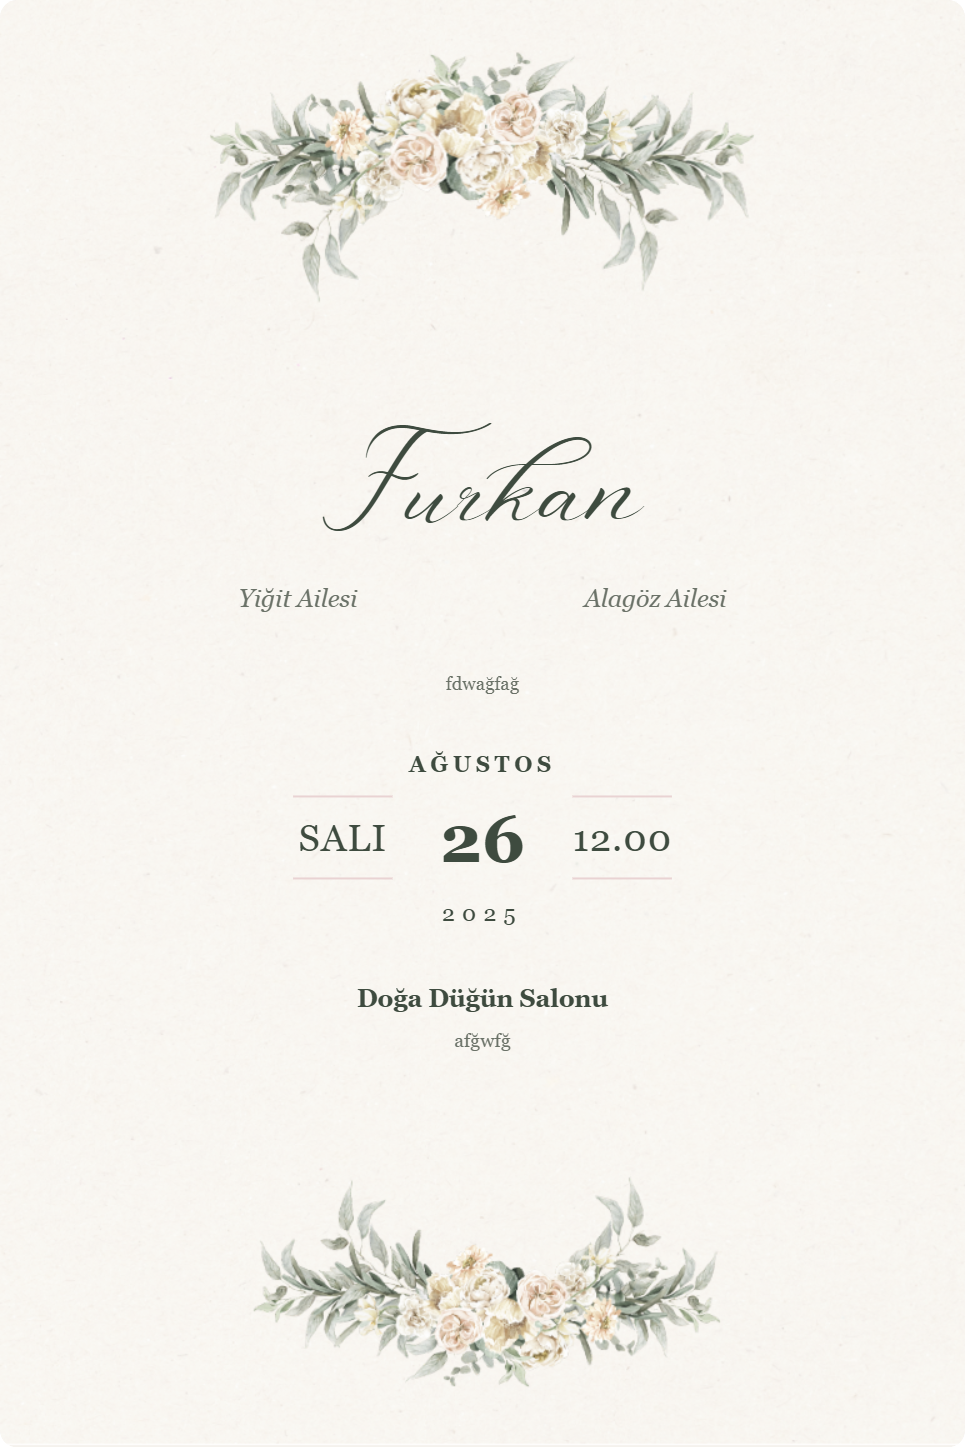 Furkan
Yiğit Ailesi Alagöz Ailesi
fdwağfağ
AĞUSTOS
SALI 26 12.00
2025
Doğa Düğün Salonu
afğwfğ